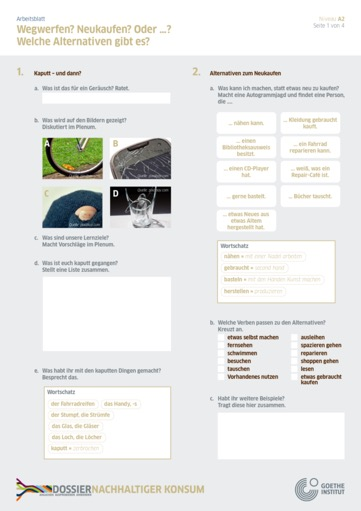 Arbeitsblatt
Niveau A2
Wegwerfen? Neukaufen? Oder ...?
Seite 1 von 4
Welche Alternativen gibt es?
1. Kaputt – und dann?
a. Was ist das für ein Geräusch? Ratet.
b. Was wird auf den Bildern gezeigt?
Diskutiert im Plenum.
A
B
C
D
c. Was sind unsere Lernziele?
Macht Vorschläge im Plenum.
d. Was ist euch kaputt gegangen?
Stellt eine Liste zusammen.
e. Was habt ihr mit den kaputten Dingen gemacht?
Besprecht das.
Wortschatz
der Fahrradreifen
das Handy, -s
der Strumpf, die Strümpfe
das Glas, die Gläser
das Loch, die Löcher
kaputt = zerbrochen
2. Alternativen zum Neukaufen
a. Was kann ich machen, statt etwas neu zu kaufen?
Macht eine Autogrammjagd und findet eine Person,
die ...
... nähen kann.
... Kleidung gebraucht
kauft.
... einen
Bibliotheksausweis
besitzt.
... ein Fahrrad
reparieren kann.
... einen CD-Player
hat.
... weiß, was ein
Repair-Café ist.
... gerne bastelt.
... Bücher tauscht.
... etwas Neues aus
etwas Altem
hergestellt hat.
Wortschatz
nähen = mit einer Nadel arbeiten
gebraucht = second hand
basteln = mit den Händen Kunst machen
herstellen = produzieren
b. Welche Verben passen zu den Alternativen?
Kreuzt an.
etwas selbst machen
fernsehen
schwimmen
besuchen
tauschen
Vorhandenes nutzen
ausleihen
spazieren gehen
reparieren
shoppen gehen
lesen
etwas gebraucht
kaufen
c. Habt ihr weitere Beispiele?
Tragt diese hier zusammen.
DOSSIER NACHHALTIGER KONSUM
GOETHE
INSTITUT